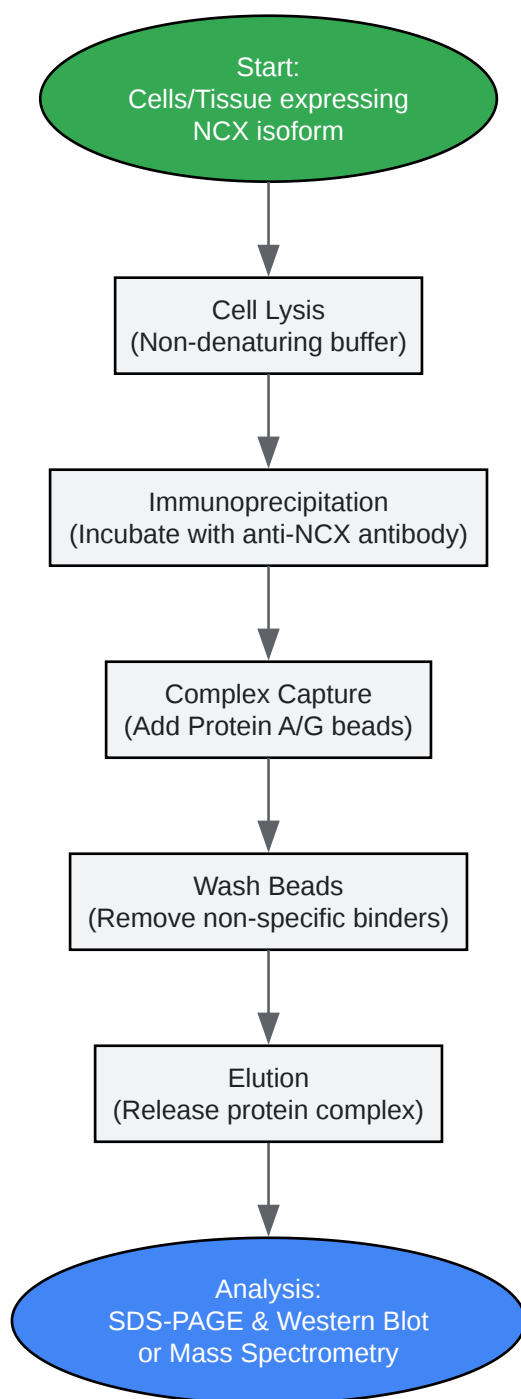 Start:
Cells/Tissue expressing
NCX isoform
Cell Lysis
(Non-denaturing buffer)
Immunoprecipitation
(Incubate with anti-NCX antibody)
Complex Capture
(Add Protein A/G beads)
Wash Beads
(Remove non-specific binders)
Elution
(Release protein complex)
Analysis:
SDS-PAGE & Western Blot
or Mass Spectrometry